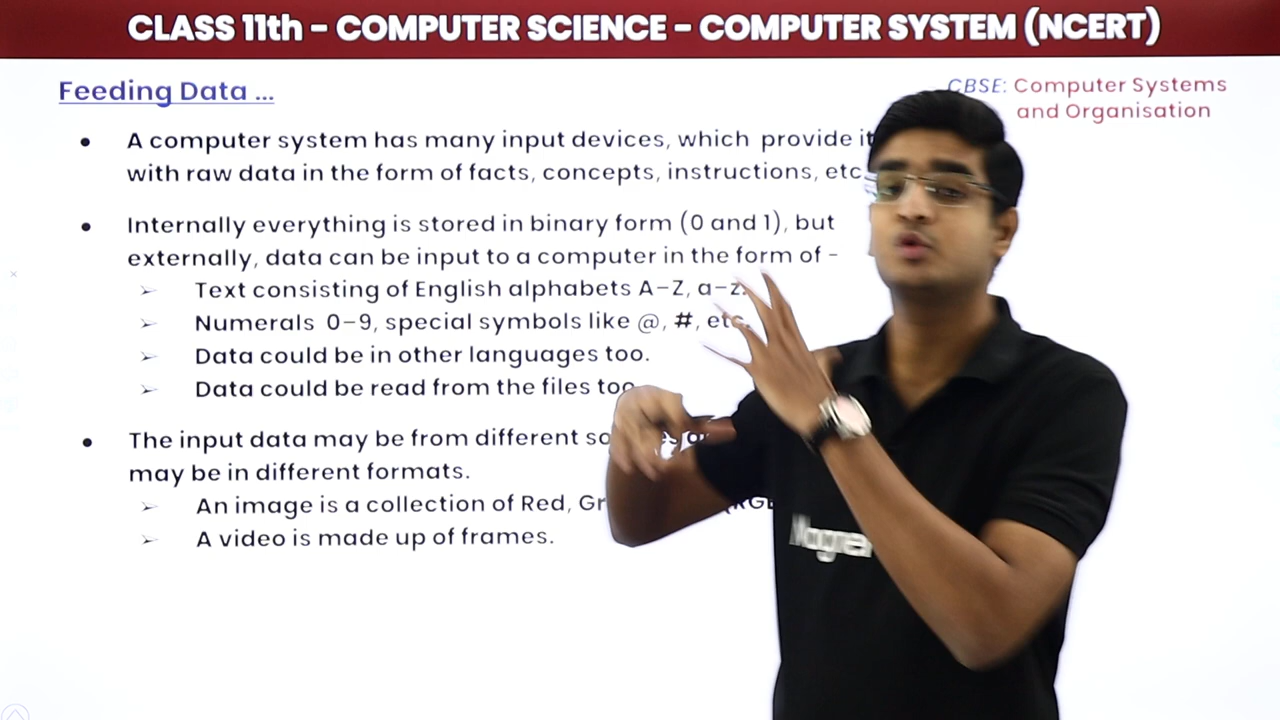 CLASS 11th - COMPUTER SCIENCE - COMPUTER SYSTEM (NCERT)
Feeding Data ...
CBSE: Computer Systems
and Organisation
• A computer system has many input devices, which provide it
with raw data in the form of facts, concepts, instructions, etc
• Internally everything is stored in binary form (0 and 1), but
externally, data can be input to a computer in the form of -
➢ Text consisting of English alphabets A-Z, a-z.
➢ Numerals 0-9, special symbols like @, #, etc.
➢ Data could be in other languages too.
➢ Data could be read from the files too
• The input data may be from different
may be in different formats.
➢ An image is a collection of Red,
➢ A video is made up of frames.